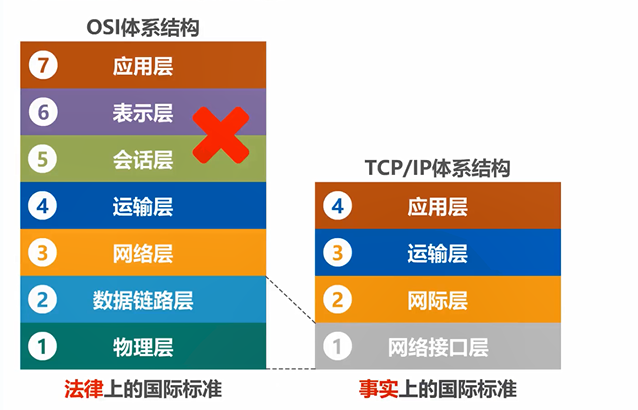 OSI体系结构
7 应用层
6 表示层
5 会话层
4 运输层
3 网络层
2 数据链路层
1 物理层
法律上的国际标准
TCP/IP体系结构
4 应用层
3 运输层
2 网际层
1 网络接口层
事实上的国际标准